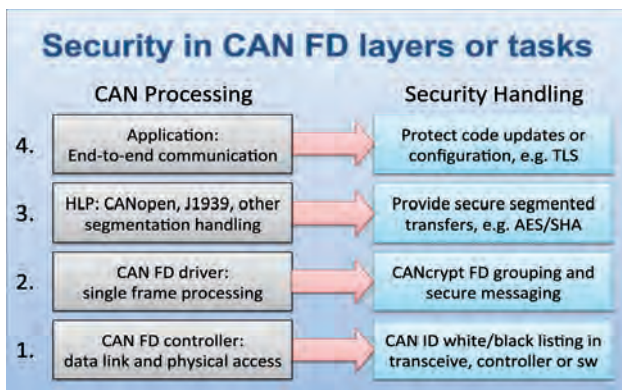 Security in CAN FD layers or tasks
CAN Processing
Security Handling
4.
Application:
End-to-end communication
Protect code updates or
configuration, e.g. TLS
3.
HLP: CANopen, J1939, other
segmentation handling
Provide secure segmented
transfers, e.g. AES/SHA
2.
CAN FD driver:
single frame processing
CANcrypt FD grouping and
secure messaging
1.
CAN FD controller:
data link and physical access
CAN ID white/black listing in
transceive, controller or sw